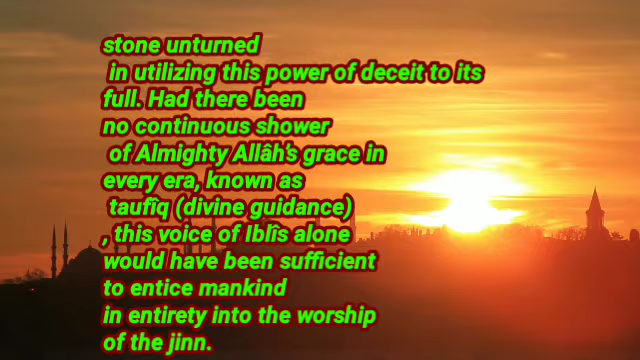 stone unturned
in utilizing this power of deceit to its
full. Had there been
no continuous shower
of Almighty Allâh's grace in
every era, known as
taufîq (divine guidance)
, this voice of Iblîs alone
would have been sufficient
to entice mankind
in entirety into the worship
of the jinn.